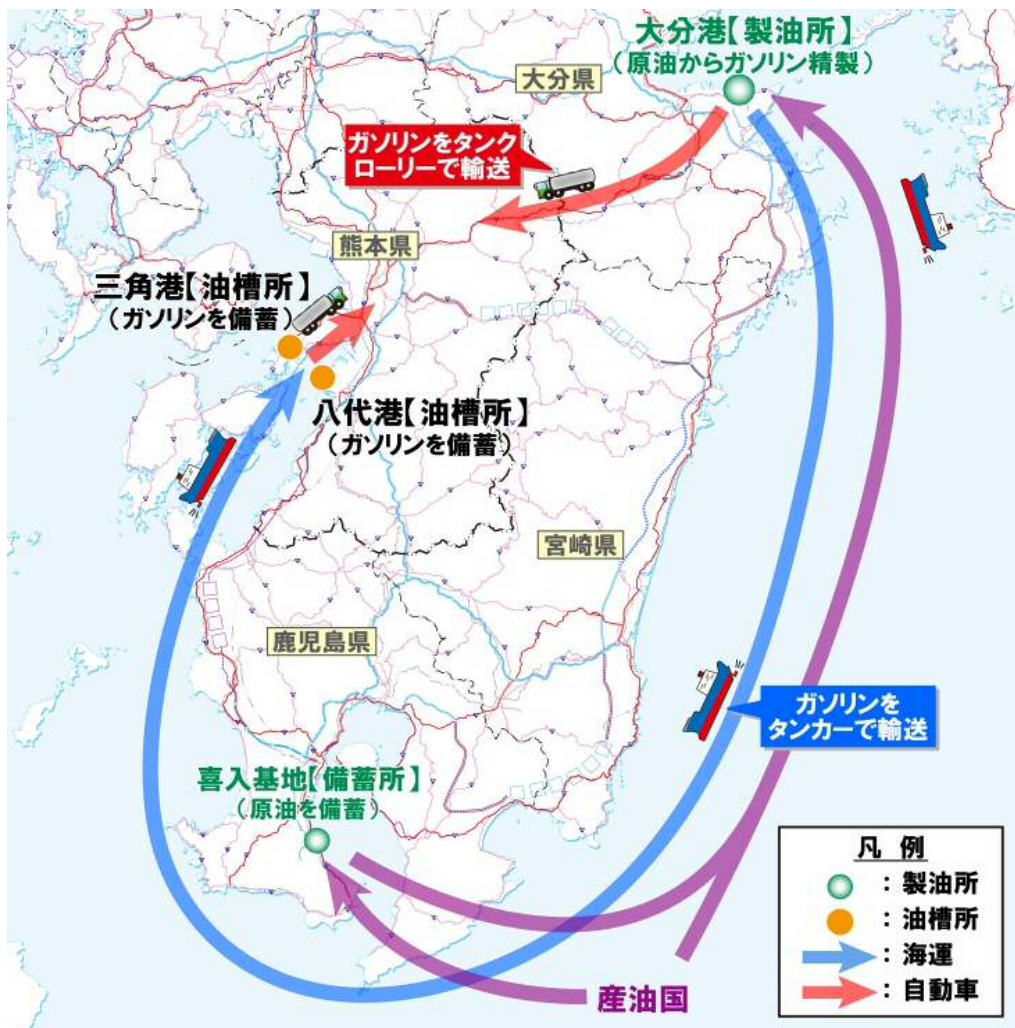 大分港【製油所】
（原油からガソリン精製）
大分県
ガソリンをタンク
ローリーで輸送
熊本県
三角港【油槽所】
（ガソリンを備蓄）
八代港【油槽所】
（ガソリンを備蓄）
宮崎県
鹿児島県
ガソリンを
タンカーで輸送
喜入基地【備蓄所】
（原油を備蓄）
産油国
凡 例
：製油所
：油槽所
：海運
：自動車